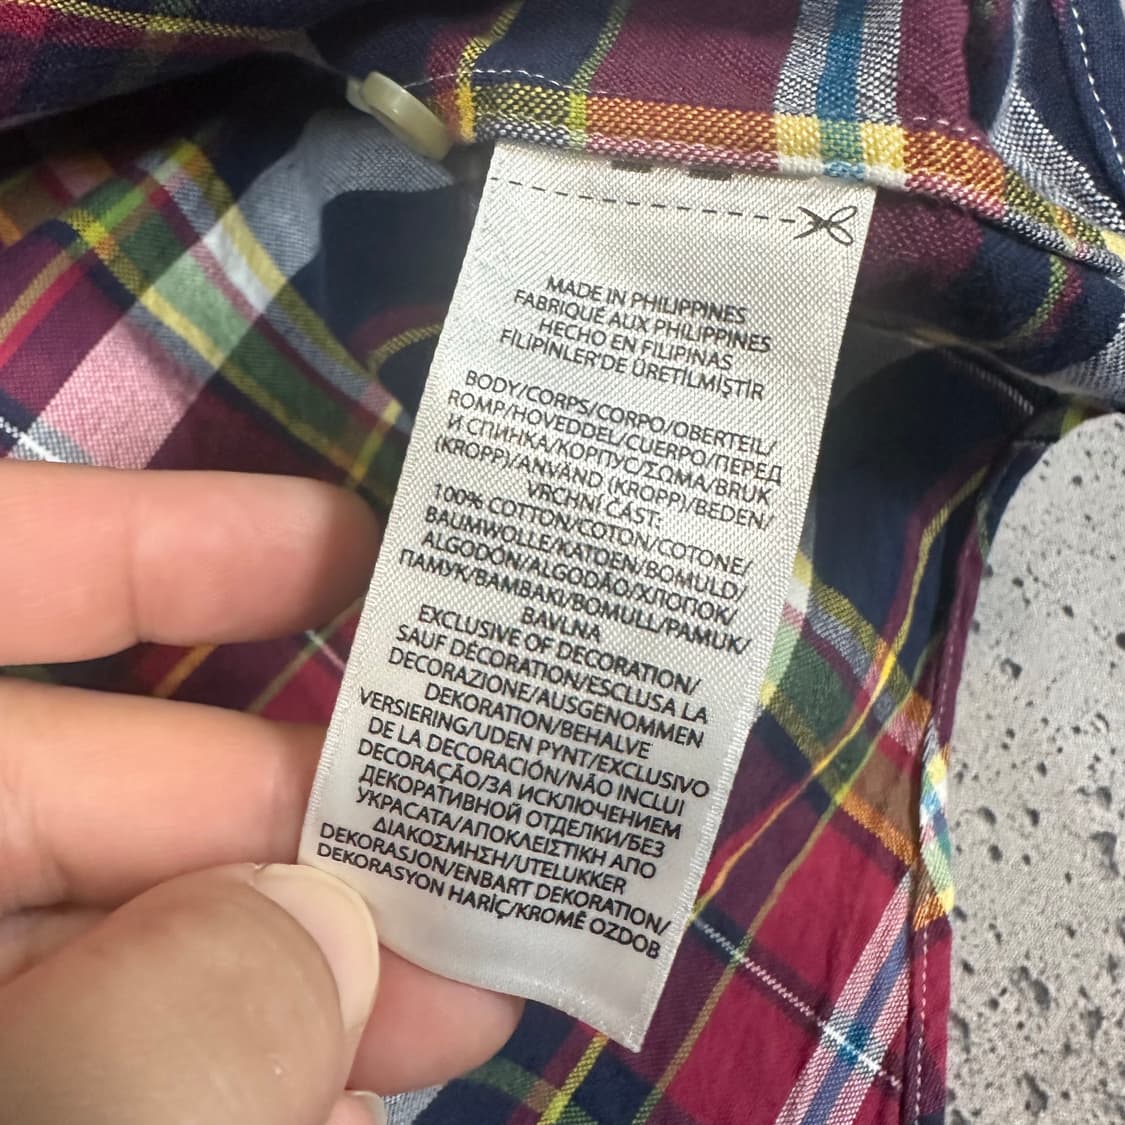 MADE IN PHILIPPINES
FABRIQUÉ AUX PHILIPPINES
HECHO EN FILIPINAS
FILIPINLER'DE ÜRETİLMİŞTİR
BODY/CORPS/CORPO/OBERTEIL/
ROMP/HOVEDDEL/CUERPO/ПЕРЕД
И СПИНКА/КОРПУС/ΣΩΜΑ/BRUK
(KROPP)/ANVÄND (KROPP)/BEDEN/
VRCHNÍ ČÁST:
100% COTTON/COTON/COTONE/
BAUMWOLLE/KATOEN/BOMULD/
ALGODÓN/ALGODÃO/ХЛОПОК/
ПАМУК/ΒΑΜΒΑΚΙ/BOMULL/PAMUK/
BAVLNA
EXCLUSIVE OF DECORATION/
SAUF DÉCORATION/ESCLUSA LA
DECORAZIONE/AUSGENOMMEN
DEKORATION/BEHALVE
VERSIERING/UDEN PYNT/EXCLUSIVO
DE LA DECORACIÓN/NÃO INCLUI
DECORAÇÃO/ЗА ИСКЛЮЧЕНИЕМ
ДЕКОРАТИВНОЙ ОТДЕЛКИ/БЕЗ
УКРАСАТА/ΑΠΟΚΛΕΙΣΤΙΚΗ ΑΠΟ
ΔΙΑΚΟΣΜΗΣΗ/UTELUKKER
DEKORASJON/ENBART DEKORATION/
DEKORASYON HARİÇ/KROMĚ OZDOB